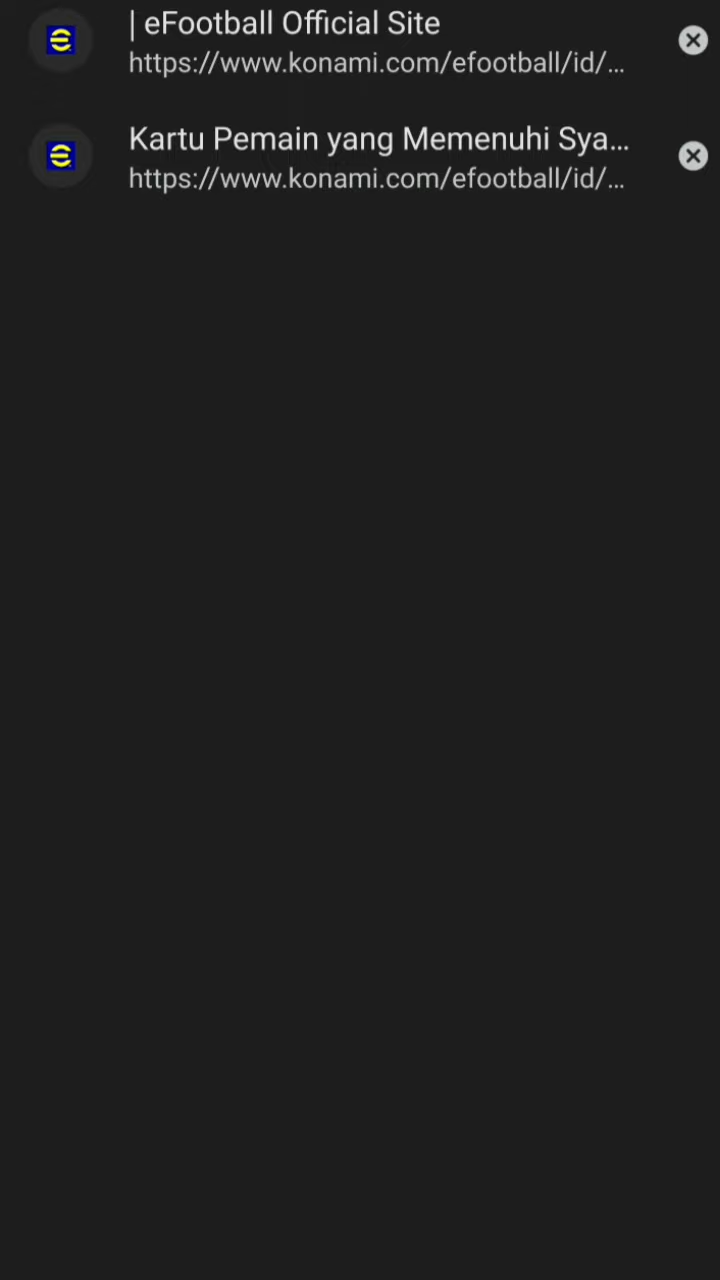 | eFootball Official Site
https://www.konami.com/efootball/id/...
Kartu Pemain yang Memenuhi Sya...
https://www.konami.com/efootball/id/...